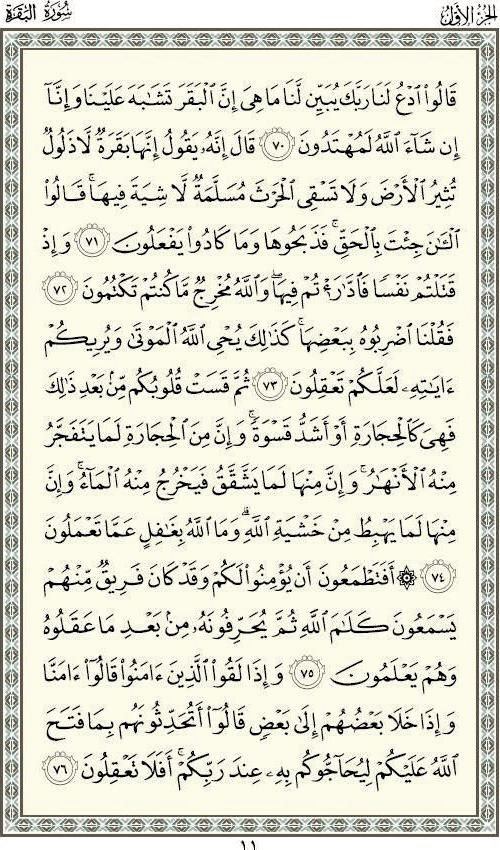 الجزء الأول
سورة البقرة
قَالُوا۟ ٱدْعُ لَنَا رَبَّكَ يُبَيِّن لَّنَا مَا هِىَ إِنَّ ٱلْبَقَرَ تَشَٰبَهَ عَلَيْنَا وَإِنَّآ
إِن شَآءَ ٱللَّهُ لَمُهْتَدُونَ ٧٠ قَالَ إِنَّهُۥ يَقُولُ إِنَّهَا بَقَرَةٌ لَّا ذَلُولٌ
تُثِيرُ ٱلْأَرْضَ وَلَا تَسْقِى ٱلْحَرْثَ مُسَلَّمَةٌ لَّا شِيَةَ فِيهَا ۚ قَالُوا۟
ٱلْـَٰٔنَ جِئْتَ بِٱلْحَقِّ ۚ فَذَبَحُوهَا وَمَا كَادُوا۟ يَفْعَلُونَ ٧١ وَإِذْ
قَتَلْتُمْ نَفْسًا فَٱدَّٰرَْٰٔتُمْ فِيهَا ۖ وَٱللَّهُ مُخْرِجٌ مَّا كُنتُمْ تَكْتُمُونَ ٧٢
فَقُلْنَا ٱضْرِبُوهُ بِبَعْضِهَا ۚ كَذَٰلِكَ يُحْىِ ٱللَّهُ ٱلْمَوْتَىٰ وَيُرِيكُمْ
ءَايَٰتِهِۦ لَعَلَّكُمْ تَعْقِلُونَ ٧٣ ثُمَّ قَسَتْ قُلُوبُكُم مِّنۢ بَعْدِ ذَٰلِكَ
فَهِىَ كَٱلْحِجَارَةِ أَوْ أَشَدُّ قَسْوَةً ۚ وَإِنَّ مِنَ ٱلْحِجَارَةِ لَمَا يَتَفَجَّرُ
مِنْهُ ٱلْأَنْهَٰرُ ۚ وَإِنَّ مِنْهَا لَمَا يَشَّقَّقُ فَيَخْرُجُ مِنْهُ ٱلْمَآءُ ۚ وَإِنَّ
مِنْهَا لَمَا يَهْبِطُ مِنْ خَشْيَةِ ٱللَّهِ ۗ وَمَا ٱللَّهُ بِغَٰفِلٍ عَمَّا تَعْمَلُونَ
٧٤ ۞ أَفَتَطْمَعُونَ أَن يُؤْمِنُوا۟ لَكُمْ وَقَدْ كَانَ فَرِيقٌ مِّنْهُمْ
يَسْمَعُونَ كَلَٰمَ ٱللَّهِ ثُمَّ يُحَرِّفُونَهُۥ مِنۢ بَعْدِ مَا عَقَلُوهُ
وَهُمْ يَعْلَمُونَ ٧٥ وَإِذَا لَقُوا۟ ٱلَّذِينَ ءَامَنُوا۟ قَالُوٓا۟ ءَامَنَّا
وَإِذَا خَلَا بَعْضُهُمْ إِلَىٰ بَعْضٍ قَالُوٓا۟ أَتُحَدِّثُونَهُم بِمَا فَتَحَ
ٱللَّهُ عَلَيْكُمْ لِيُحَآجُّوكُم بِهِۦ عِندَ رَبِّكُمْ ۚ أَفَلَا تَعْقِلُونَ ٧٦
١١